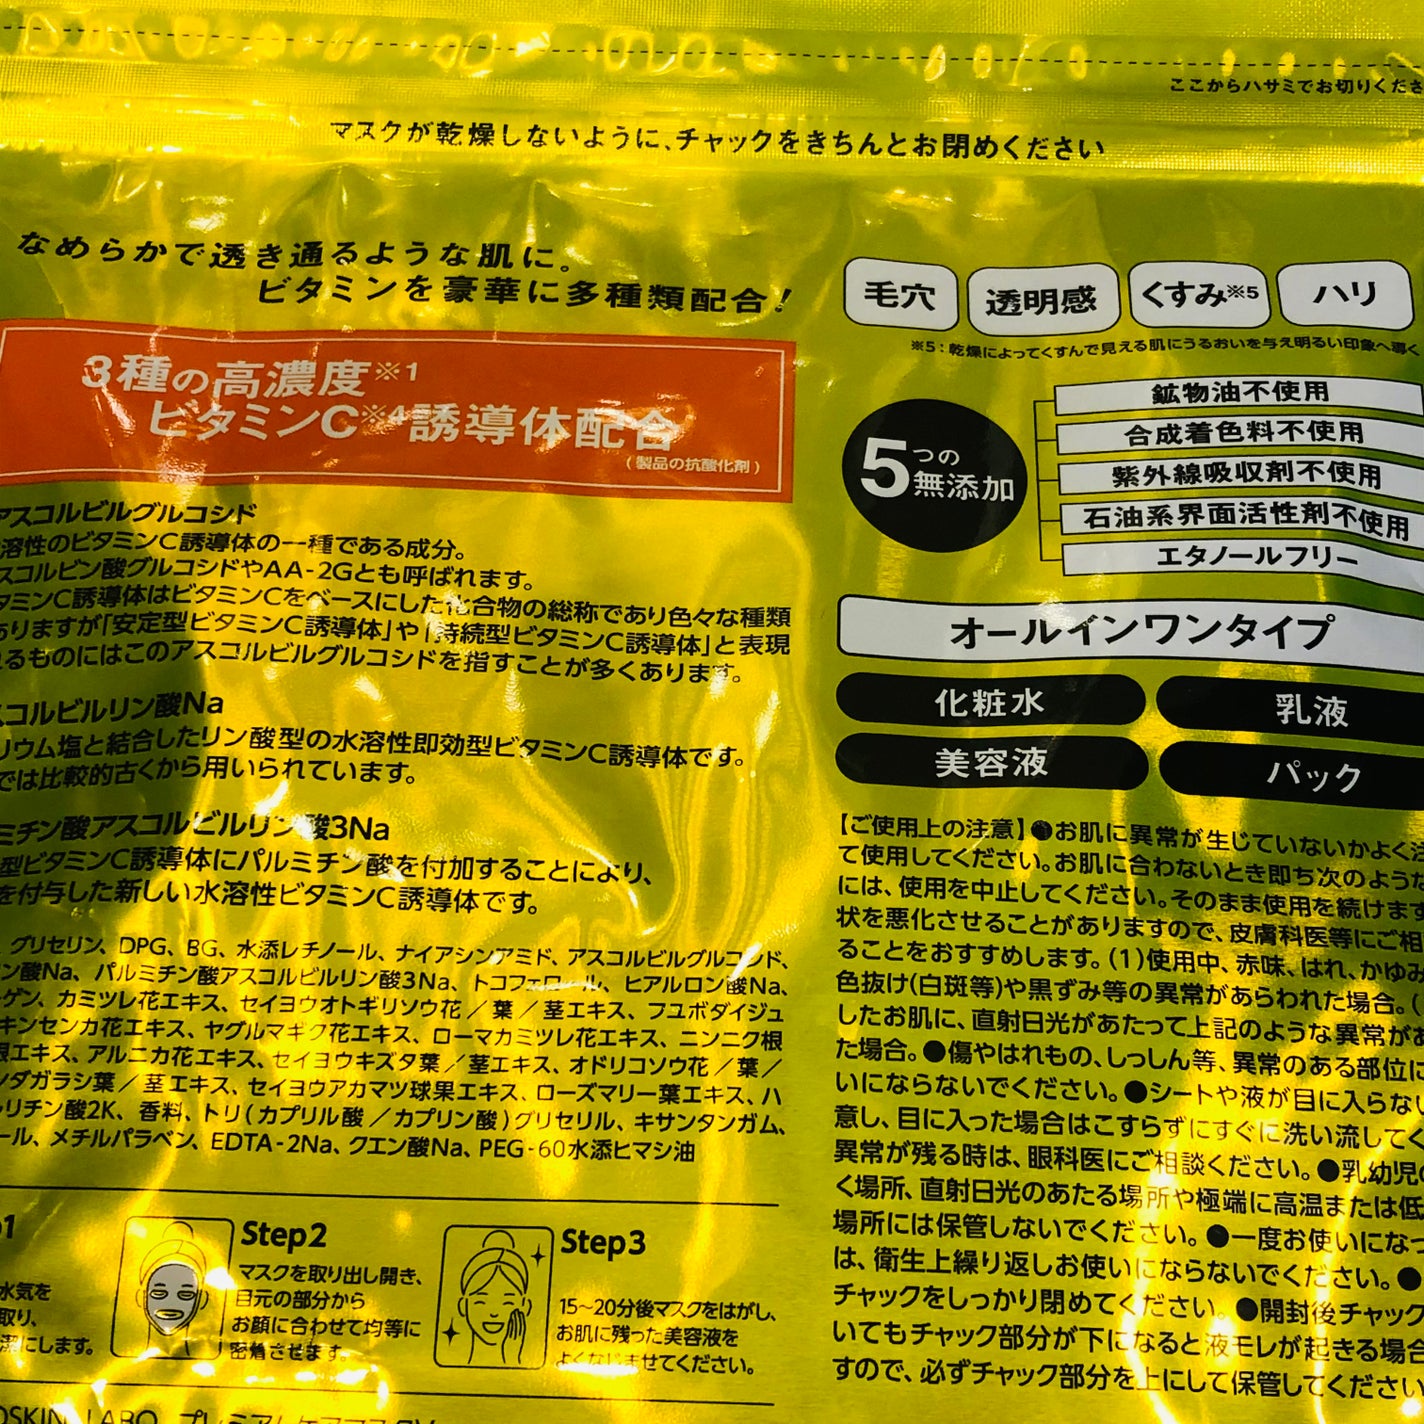 ここからハサミでお切りくださ
マスクが乾燥しないように、チャックをきちんとお閉めください
なめらかで透き通るような肌に。
ビタミンを豪華に多種類配合!
3種の高濃度※1
ビタミンC※4誘導体配合
(製品の抗酸化剤)
アスコルビルグルコシド
溶性のビタミンC誘導体の一種である成分。
スコルビン酸グルコシドやAA-2Gとも呼ばれます。
タミンC誘導体はビタミンCをベースにした化合物の総称であり色々な種類
ありますが「安定型ビタミンC誘導体」や「持続型ビタミンC誘導体」と表現
るものにはこのアスコルビルグルコシドを指すことが多くあります。
スコルビルリン酸Na
リウム塩と結合したリン酸型の水溶性即効型ビタミンC誘導体です。
では比較的古くから用いられています。
ミチン酸アスコルビルリン酸3Na
型ビタミンC誘導体にパルミチン酸を付加することにより、
を付与した新しい水溶性ビタミンC誘導体です。
グリセリン、DPG、BG、水添レチノール、ナイアシンアミド、アスコルビルグルコシド、
ン酸Na、パルミチン酸アスコルビルリン酸3Na、トコフェロール、ヒアルロン酸Na、
ーゲン、カミツレ花エキス、セイヨウオトギリソウ花/葉/茎エキス、フユボダイジュ
キンセンカ花エキス、ヤグルマギク花エキス、ローマカミツレ花エキス、ニンニク根
根エキス、アルニカ花エキス、セイヨウキズタ葉/茎エキス、オドリコソウ花/葉/
ンダガラシ葉/茎エキス、セイヨウアカマツ球果エキス、ローズマリー葉エキス、ハ
リチン酸2K、香料、トリ(カプリル酸/カプリン酸)グリセリル、キサンタンガム、
ール、メチルパラベン、EDTA-2Na、クエン酸Na、PEG-60水添ヒマシ油
水気を
取り、
潔にします。
Step2
マスクを取り出し開き、
目元の部分から
お顔に合わせて均等に
密着させます。
Step3
15〜20分後マスクをはがし、
お肌に残った美容液を
よくなじませてください。
LABO プレミアムケアマスク
毛穴
透明感
くすみ※5
ハリ
※5:乾燥によってくすんで見える肌にうるおいを与え明るい印象へ導く
5つの無添加
鉱物油不使用
合成着色料不使用
紫外線吸収剤不使用
石油系界面活性剤不使用
エタノールフリー
オールインワンタイプ
化粧水
乳液
美容液
パック
【ご使用上の注意】●お肌に異常が生じていないかよく注
て使用してください。お肌に合わないとき即ち次のような
には、使用を中止してください。そのまま使用を続けます
状を悪化させることがありますので、皮膚科医等にご相
ることをおすすめします。(1)使用中、赤味、はれ、かゆみ
色抜け(白斑等)や黒ずみ等の異常があらわれた場合。(
したお肌に、直射日光があたって上記のような異常があ
た場合。●傷やはれもの、しっしん等、異常のある部位に
いにならないでください。●シートや液が目に入らない
意し、目に入った場合はこすらずにすぐに洗い流してく
異常が残る時は、眼科医にご相談ください。●乳幼児の
く場所、直射日光のあたる場所や極端に高温または低
場所には保管しないでください。●一度お使いになっ
は、衛生上繰り返しお使いにならないでください。●
チャックをしっかり閉めてください。●開封後チャック
いてもチャック部分が下になると液モレが起きる場合
すので、必ずチャック部分を上にして保管してください